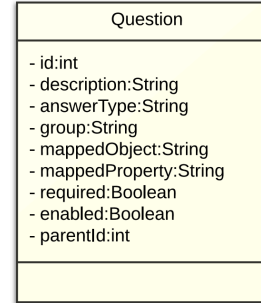 Question
- id:int
- description:String
- answerType:String
- group:String
- mappedObject:String
- mappedProperty:String
- required:Boolean
- enabled:Boolean
- parentId:int